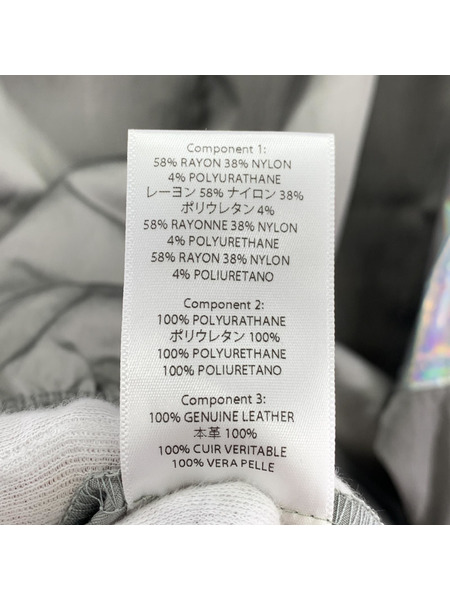 Component 1:
58% RAYON 38% NYLON
4% POLYURATHANE
レーヨン 58% ナイロン 38%
ポリウレタン 4%
58% RAYONNE 38% NYLON
4% POLYURETHANE
58% RAYON 38% NYLON
4% POLIURETANO
Component 2:
100% POLYURATHANE
ポリウレタン 100%
100% POLYURETHANE
100% POLIURETANO
Component 3:
100% GENUINE LEATHER
本革 100%
100% CUIR VERITABLE
100% VERA PELLE